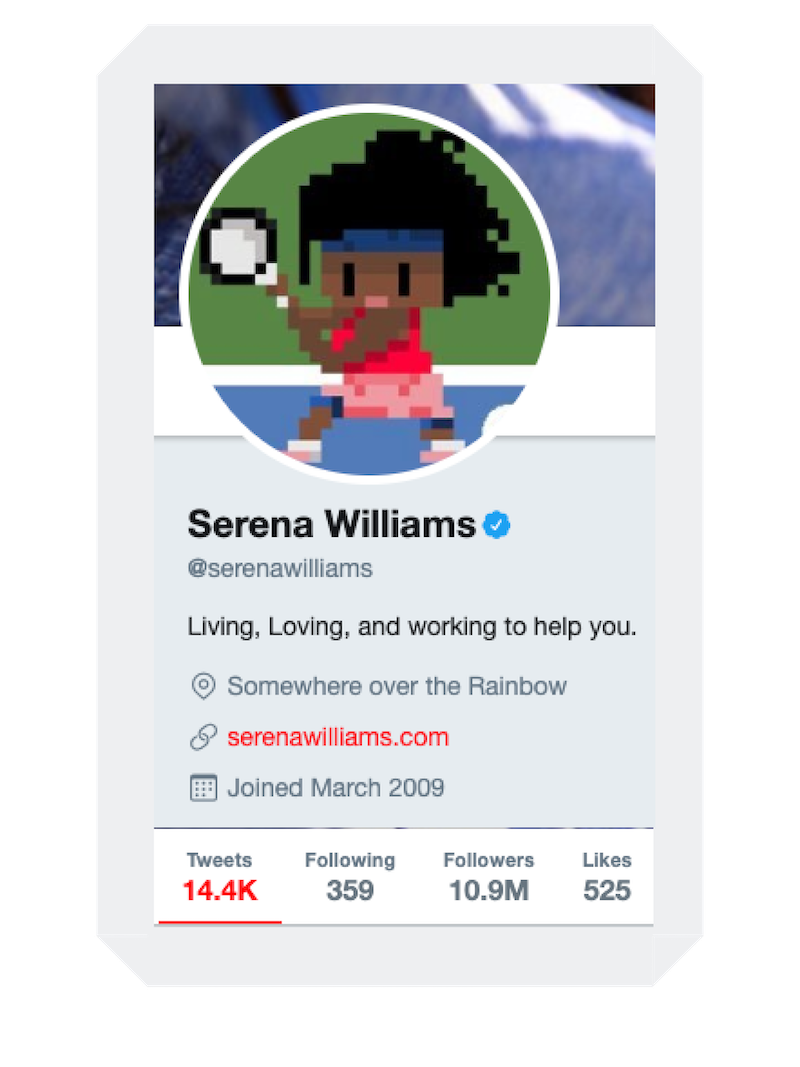 Serena Williams
@serenawilliams
Living, Loving, and working to help you.
Somewhere over the Rainbow
serenawilliams.com
Joined March 2009
Tweets Following Followers Likes
14.4K 359 10.9M 525